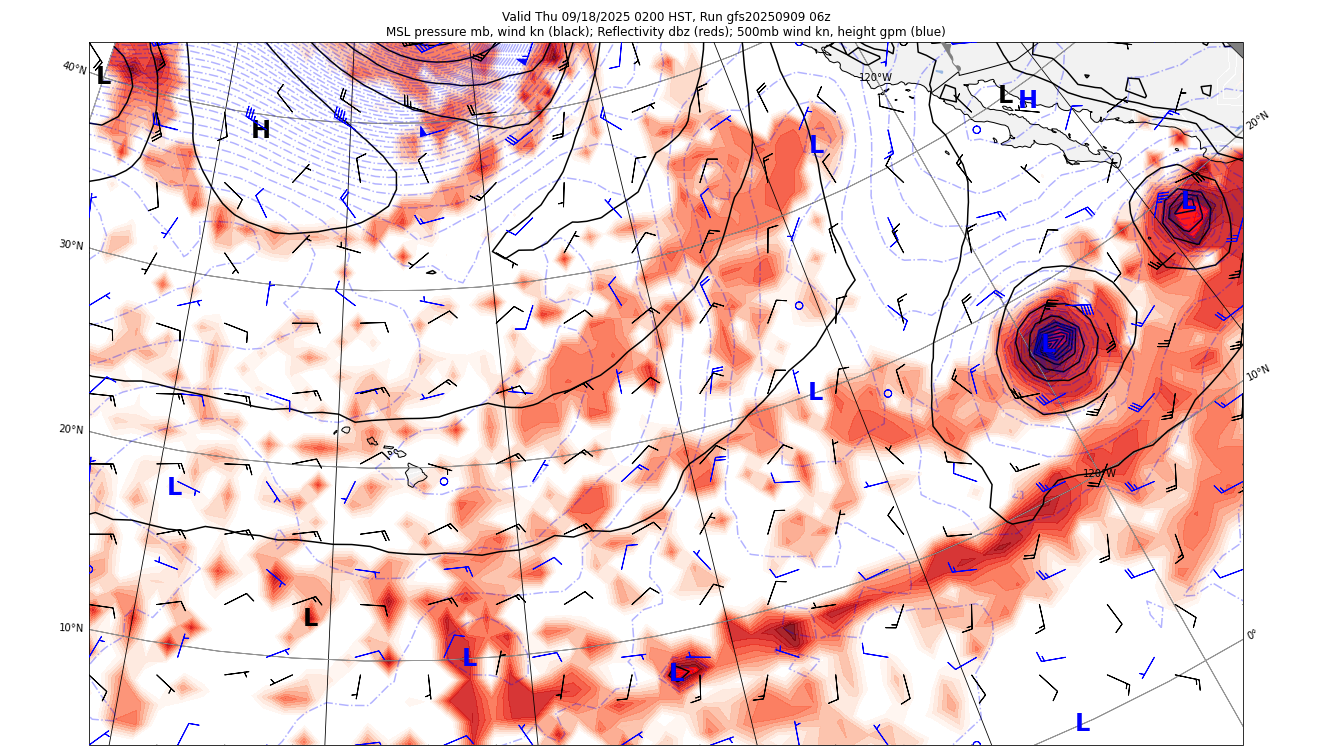 Valid Thu 09/18/2025 0200 HST, Run gfs20250909 06z
MSL pressure mb, wind kn (black); Reflectivity dbz (reds); 500mb wind kn, height gpm (blue)
40°N
L
120°W
L
H
20°N
H
L
L
30°N
L
10°N
L
20°N
120°W
L
L
10°N
L
0°
L
L